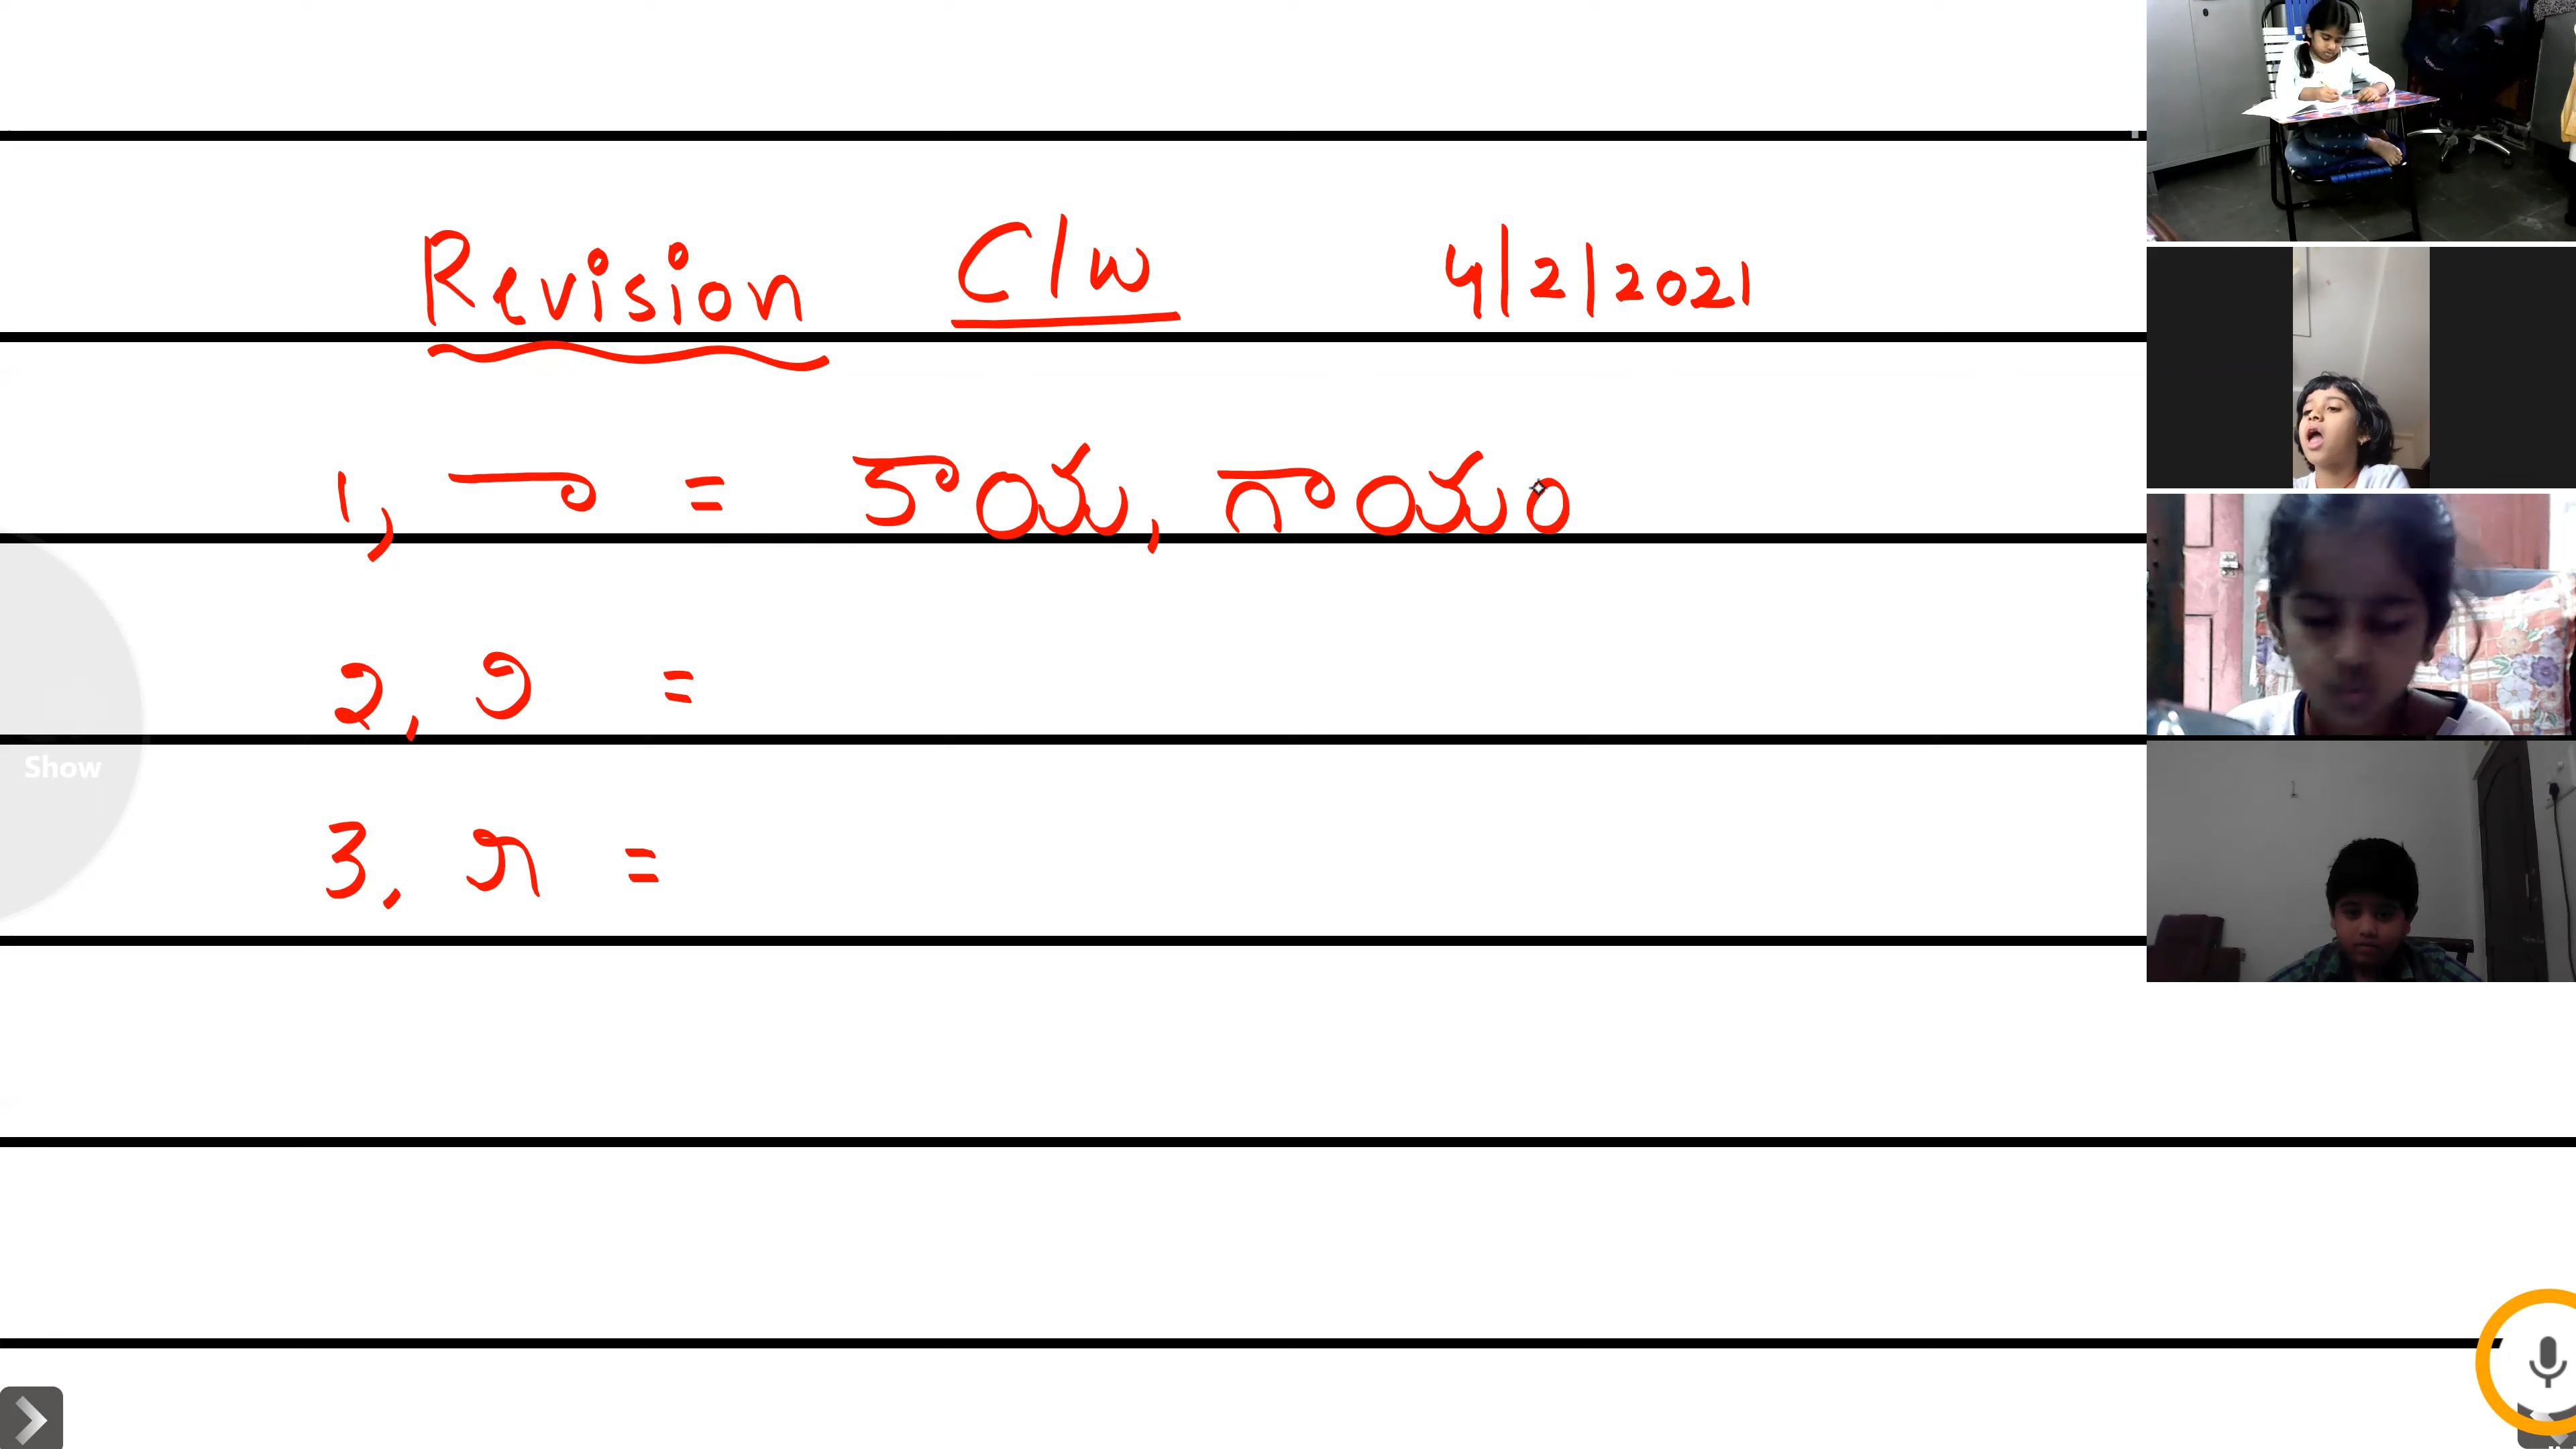 Revision C/w 4/2/2021
1, ా = కాయ, గాయం
2, ి =
3. ీ =
Show